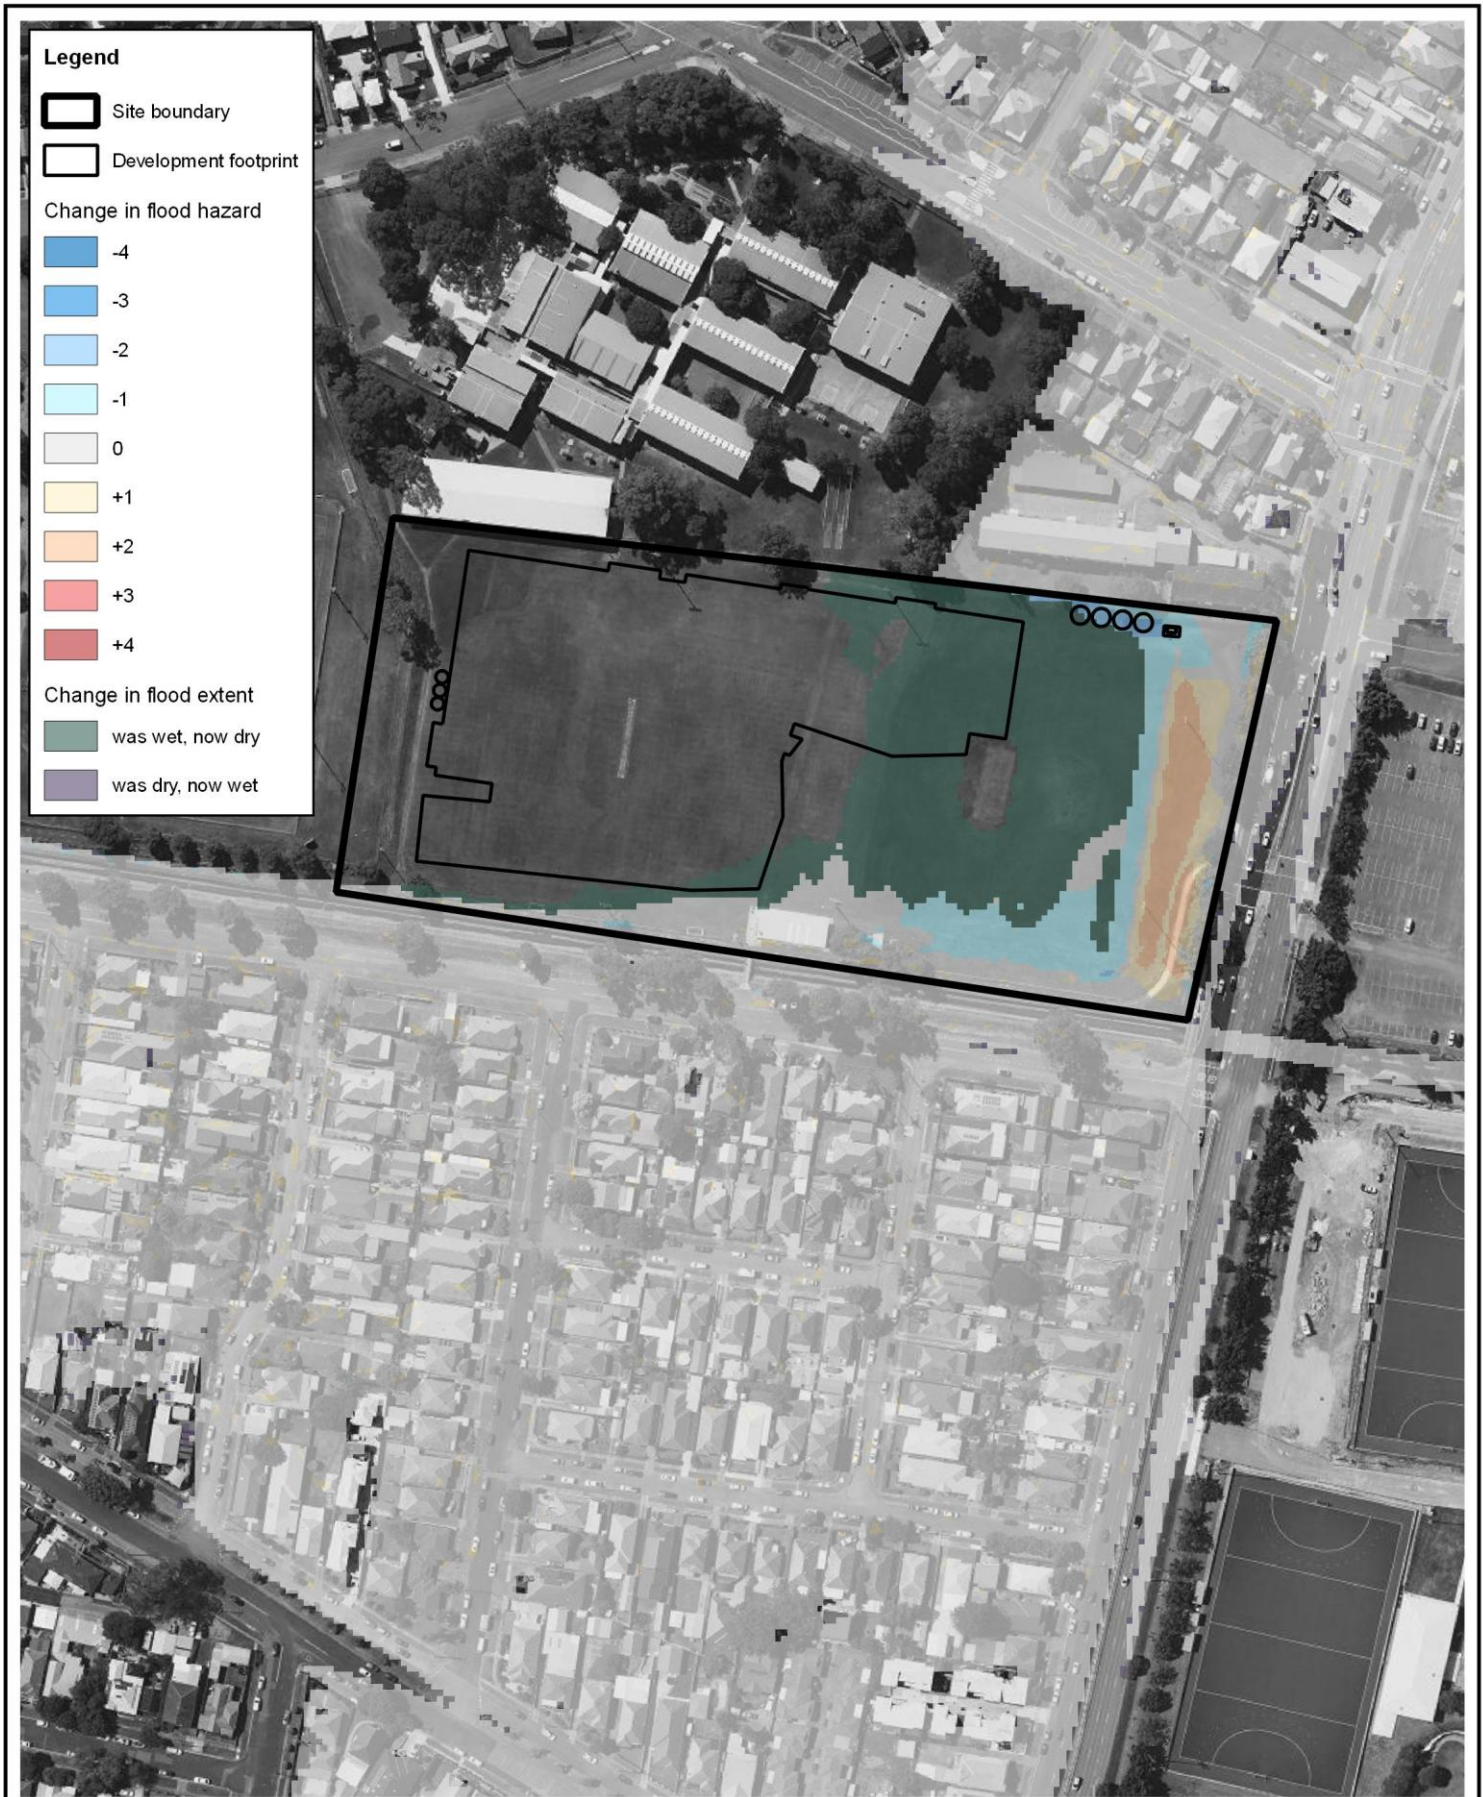 Legend
Site boundary
Development footprint
Change in flood hazard
-4
-3
-2
-1
0
+1
+2
+3
+4
Change in flood extent
was wet, now dry
was dry, now wet